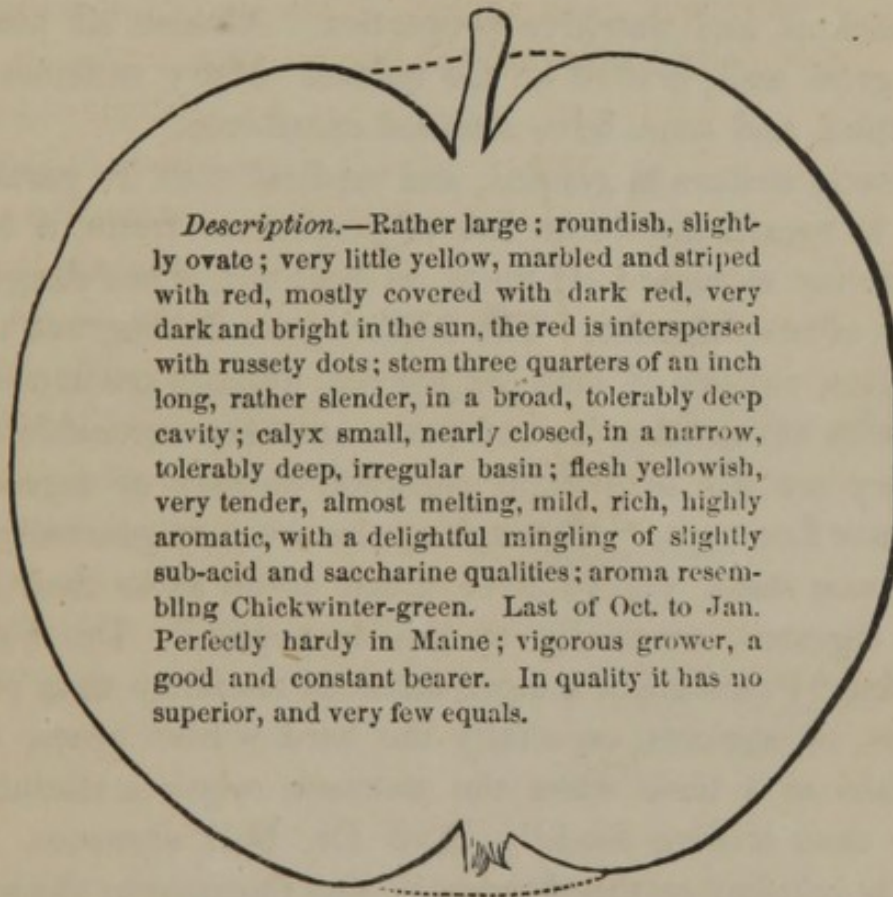 Description.—Rather large; roundish, slight-
ly ovate; very little yellow, marbled and striped
with red, mostly covered with dark red, very
dark and bright in the sun, the red is interspersed
with russety dots; stem three quarters of an inch
long, rather slender, in a broad, tolerably deep
cavity; calyx small, nearly closed, in a narrow,
tolerably deep, irregular basin; flesh yellowish,
very tender, almost melting, mild, rich, highly
aromatic, with a delightful mingling of slightly
sub-acid and saccharine qualities; aroma resem-
bling Chickwinter-green. Last of Oct. to Jan.
Perfectly hardy in Maine; vigorous grower, a
good and constant bearer. In quality it has no
superior, and very few equals.